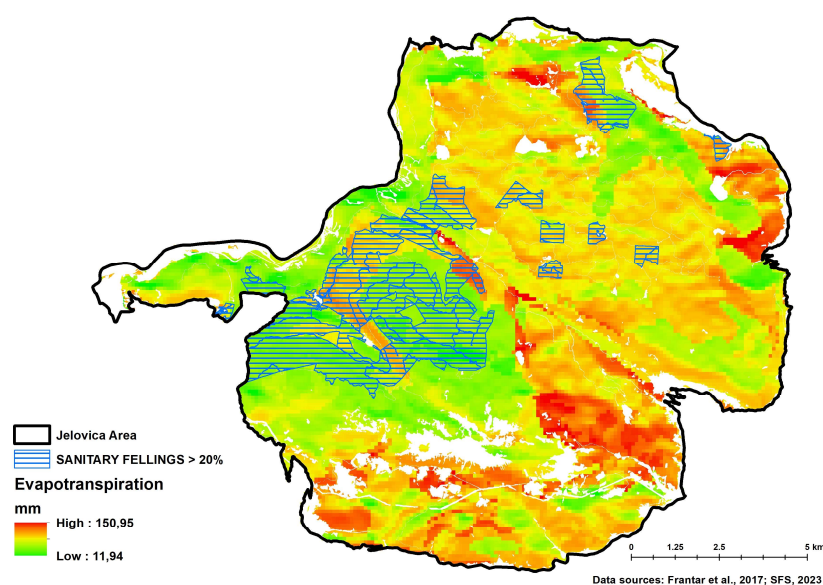 Jelovica Area
SANITARY FELLINGS > 20%
Evapotranspiration
mm
High : 150,95
Low : 11,94
0 1.25 2.5 5 km
Data sources: Frantar et al., 2017; SFS, 2023